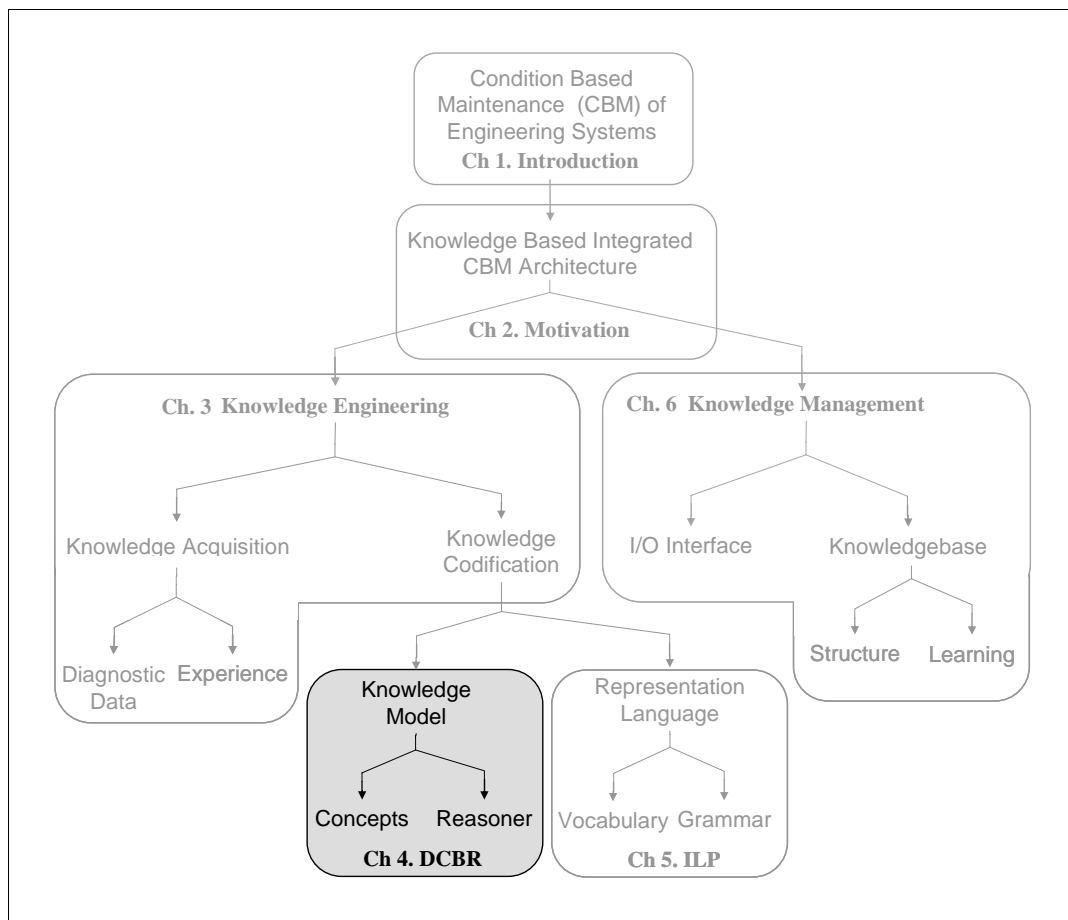 Condition Based
Maintenance (CBM) of
Engineering Systems
Ch 1. Introduction
Knowledge Based Integrated
CBM Architecture
Ch 2. Motivation
Ch. 3 Knowledge Engineering
Knowledge Acquisition
Knowledge
Codification
Diagnostic
Data
Experience
Ch. 6 Knowledge Management
I/O Interface
Knowledgebase
Structure
Learning
Knowledge
Model
Concepts
Reasoner
Ch 4. DCBR
Representation
Language
Vocabulary
Grammar
Ch 5. ILP